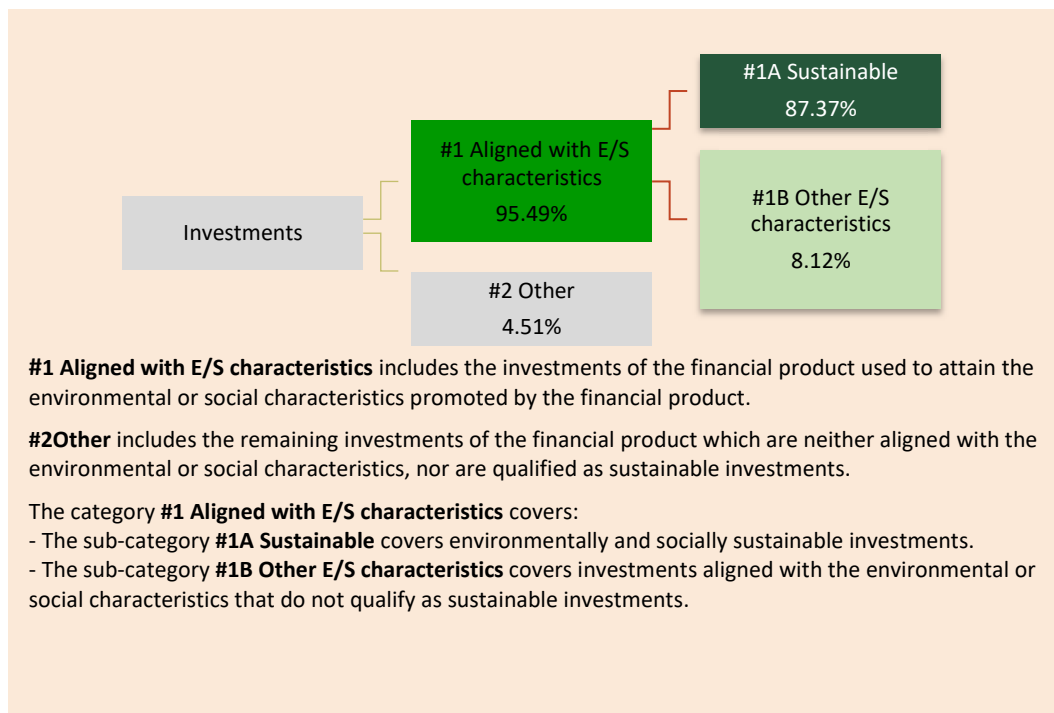 #1A Sustainable
87.37%
#1 Aligned with E/S
characteristics
95.49%
#1B Other E/S
characteristics
8.12%
Investments
#2 Other
4.51%
#1 Aligned with E/S characteristics includes the investments of the financial product used to attain the
environmental or social characteristics promoted by the financial product.
#2Other includes the remaining investments of the financial product which are neither aligned with the
environmental or social characteristics, nor are qualified as sustainable investments.
The category #1 Aligned with E/S characteristics covers:
- The sub-category #1A Sustainable covers environmentally and socially sustainable investments.
- The sub-category #1B Other E/S characteristics covers investments aligned with the environmental or
social characteristics that do not qualify as sustainable investments.